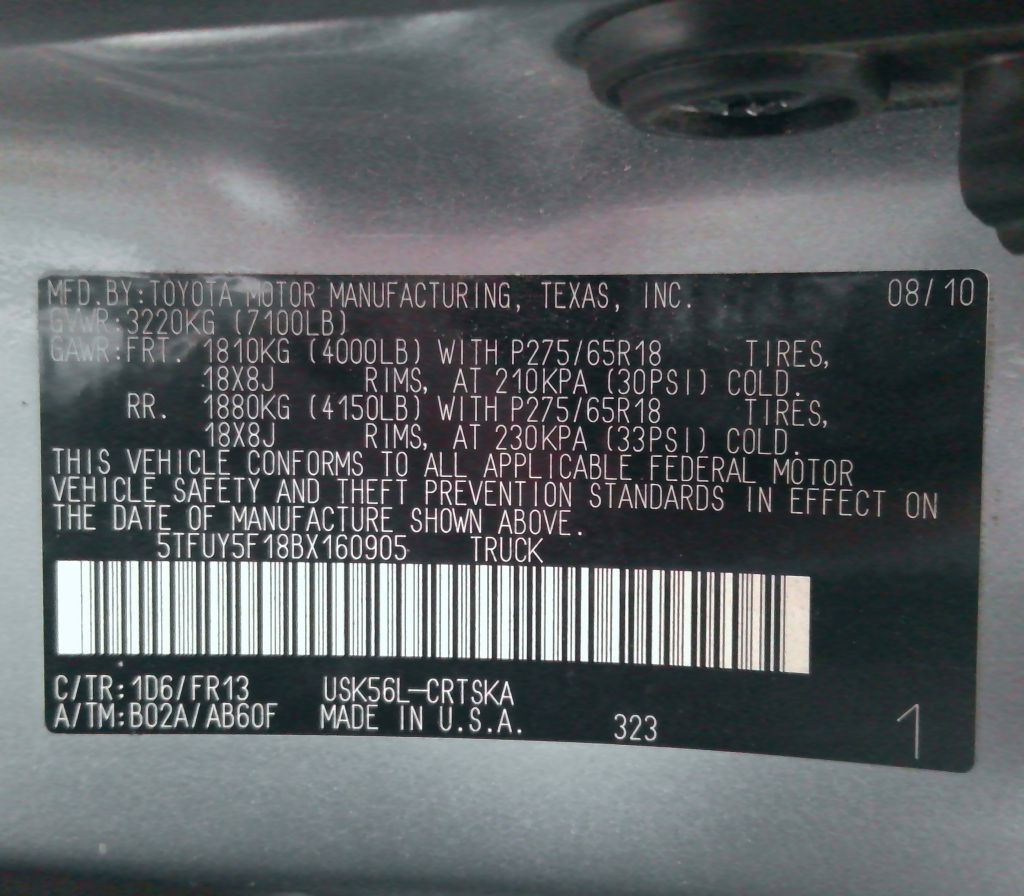 MFD.BY:TOYOTA MOTOR MANUFACTURING, TEXAS, INC. 08/10
GVWR:3220KG (7100LB)
GAWR:FRT. 1810KG (4000LB) WITH P275/65R18 TIRES,
18X8J RIMS, AT 210KPA (30PSI) COLD.
RR. 1880KG (4150LB) WITH P275/65R18 TIRES,
18X8J RIMS, AT 230KPA (33PSI) COLD.
THIS VEHICLE CONFORMS TO ALL APPLICABLE FEDERAL MOTOR
VEHICLE SAFETY AND THEFT PREVENTION STANDARDS IN EFFECT ON
THE DATE OF MANUFACTURE SHOWN ABOVE.
5TFUY5F18BX160905 TRUCK
C/TR:1D6/FR13 USK56L-CRTSKA
A/TM:B02A/AB60F MADE IN U.S.A. 323 1